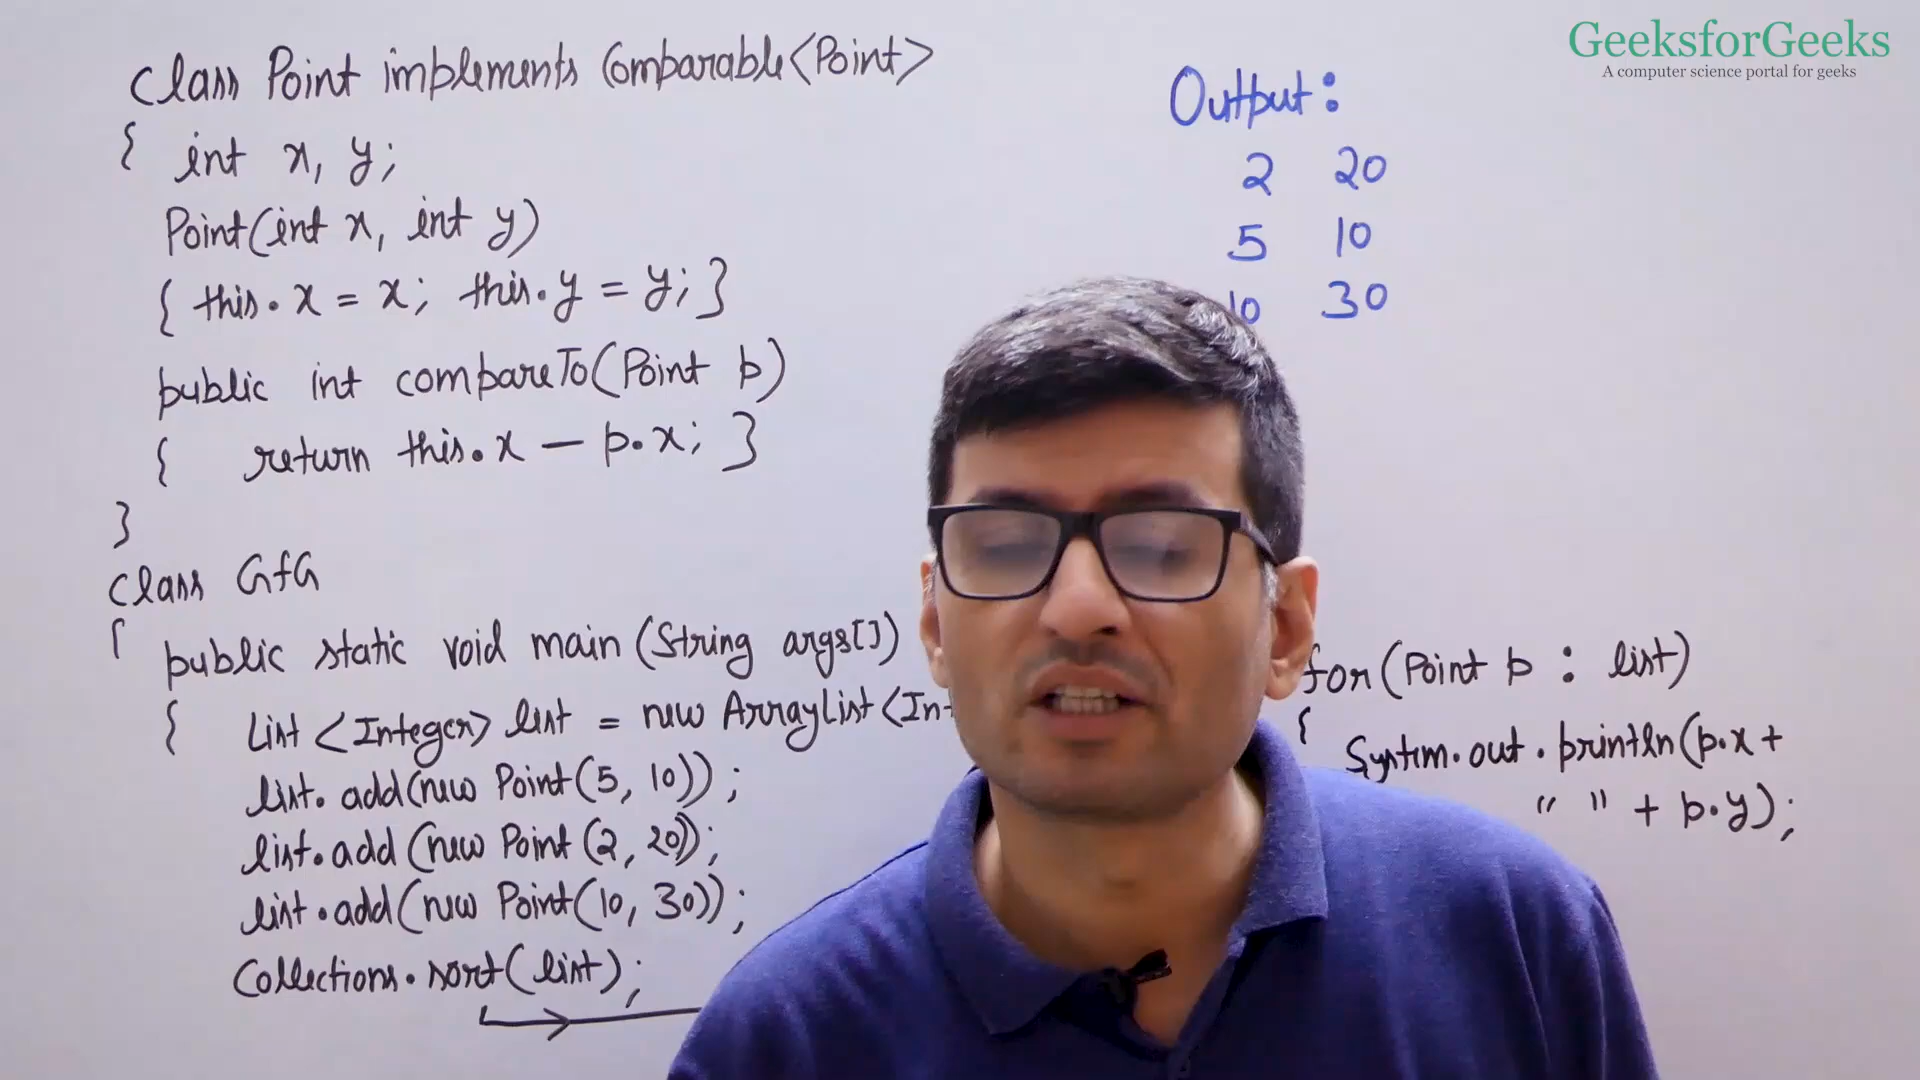 class Point implements Comparable<Point>
{ int x, y;
Point(int x, int y)
{ this.x = x; this.y = y; }
public int compareTo(Point p)
{ return this.x – p.x; }
}
class GfG
{ public static void main (String args[])
{ List <Integer> list = new ArrayList <In
list. add(new Point(5, 10));
list.add (new Point (2, 20));
list.add(new Point(10, 30));
Collections.sort(list);
for (Point p : list)
{ System.out.println(p.x +
" " + p.y);
Output:
2 20
5 10
10 30
GeeksforGeeks
A computer science portal for geeks